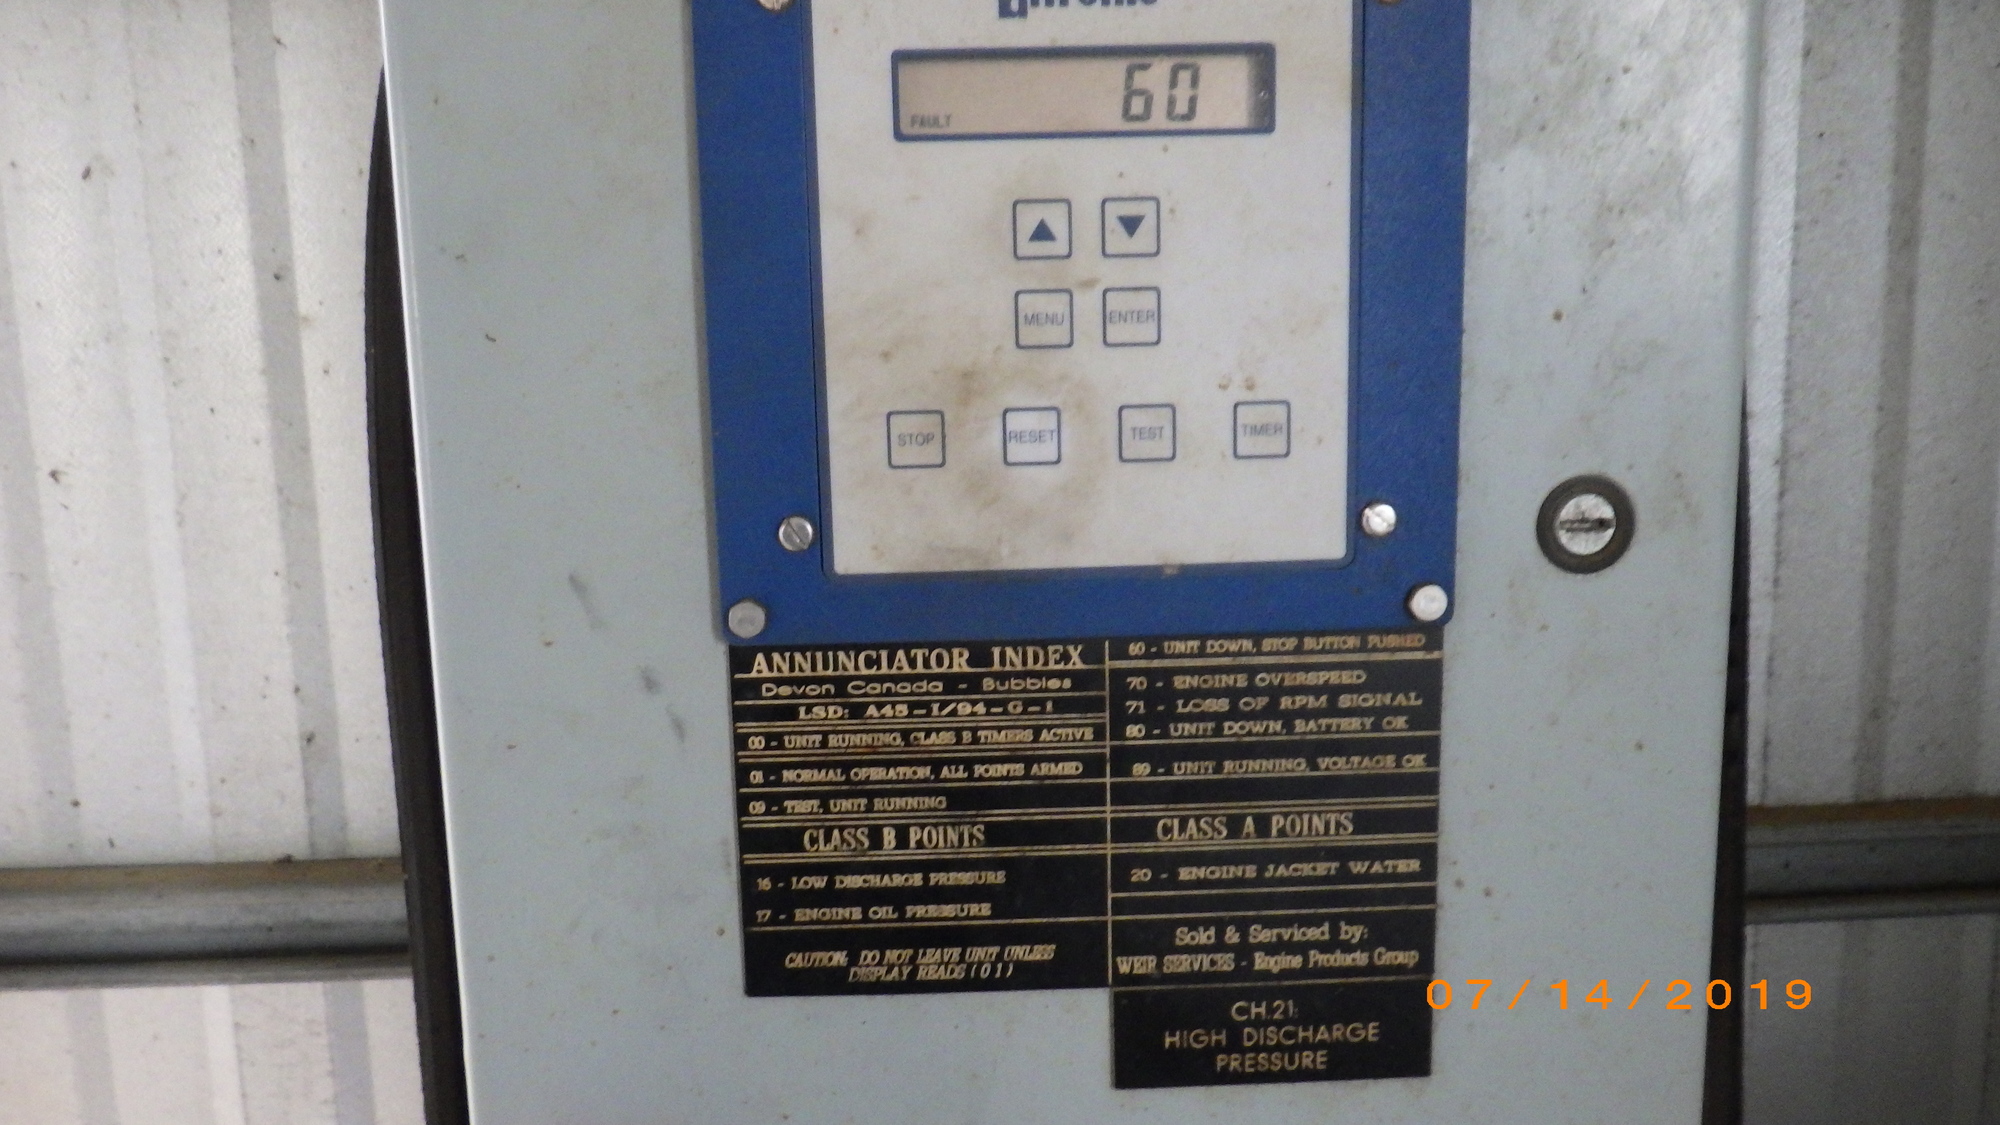 60
FAULT
MENU ENTER
STOP RESET TEST TIMER
ANNUNCIATOR INDEX
Devon Canada - Bubbles
LSD: A45-I/94-G-1
00 - UNIT RUNNING, CLASS B TIMERS ACTIVE
01 - NORMAL OPERATION, ALL POINTS ARMED
09 - TEST, UNIT RUNNING
CLASS B POINTS
16 - LOW DISCHARGE PRESSURE
17 - ENGINE OIL PRESSURE
CAUTION: DO NOT LEAVE UNIT UNLESS
DISPLAY READS (01)
60 - UNIT DOWN, STOP BUTTON PUSHED
70 - ENGINE OVERSPEED
71 - LOSS OF RPM SIGNAL
80 - UNIT DOWN, BATTERY OK
89 - UNIT RUNNING, VOLTAGE OK
CLASS A POINTS
20 - ENGINE JACKET WATER
Sold & Serviced by:
WEIR SERVICES - Engine Products Group
CH.21:
HIGH DISCHARGE
PRESSURE
07/14/2019